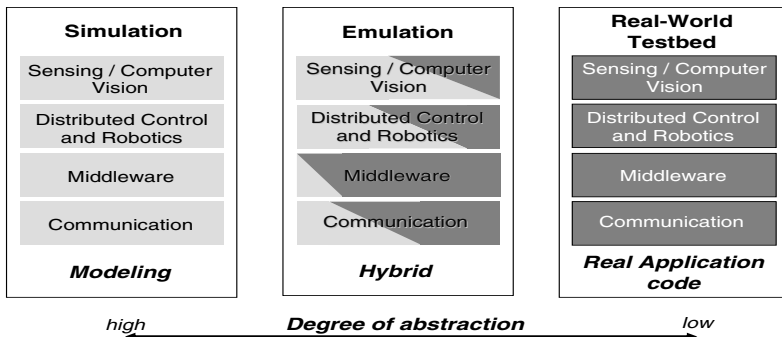 Simulation
Sensing / Computer
Vision
Distributed Control
and Robotics
Middleware
Communication
Modeling
Emulation
Sensing / Computer
Vision
Distributed Control
and Robotics
Middleware
Communication
Hybrid
Real-World
Testbed
Sensing / Computer
Vision
Distributed Control
and Robotics
Middleware
Communication
Real Application
code
high
Degree of abstraction
low